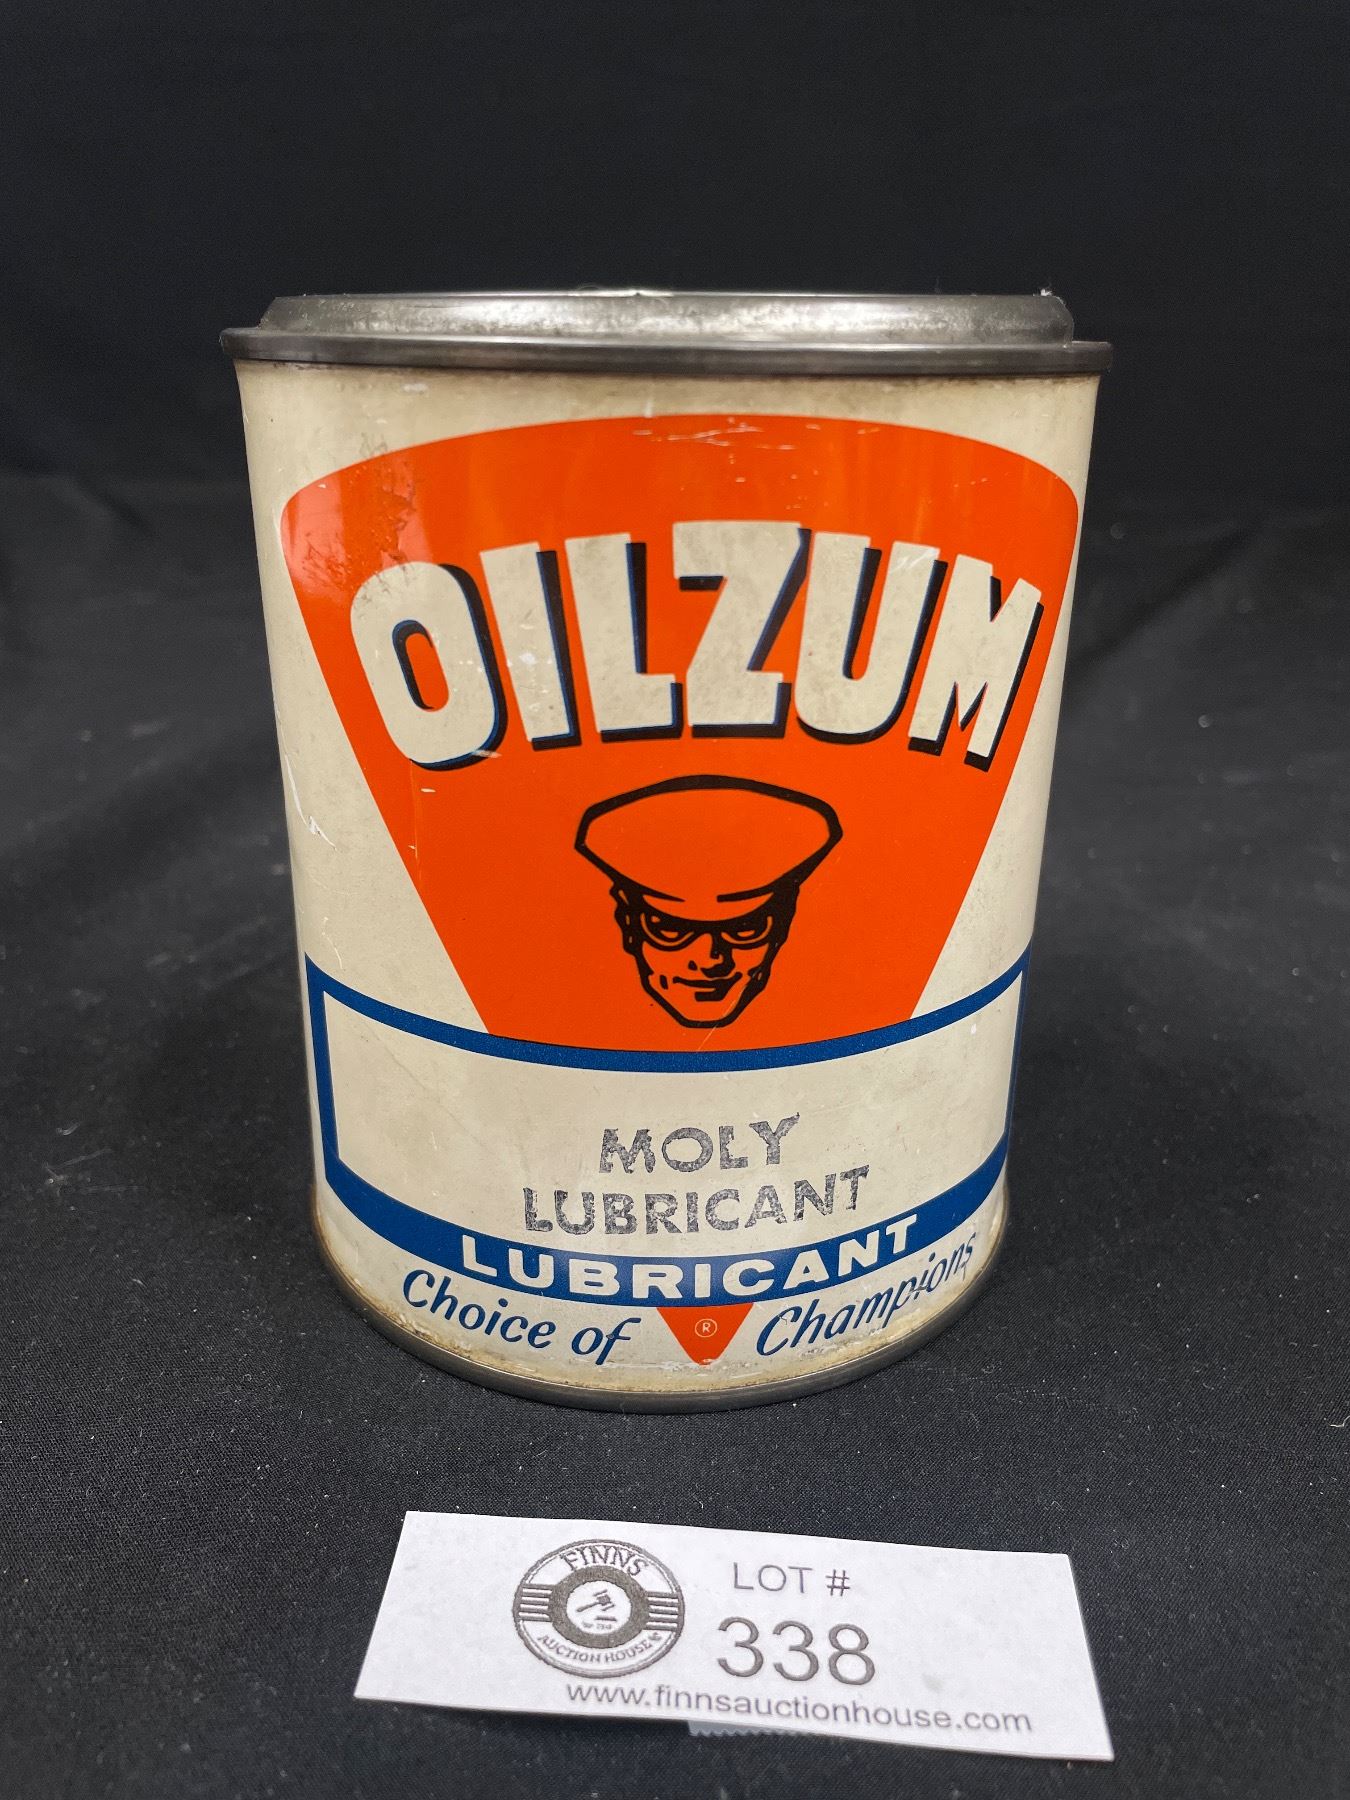 OILZUM
MOLY
LUBRICANT
LUBRICANT
Choice of ® Champions
FINNS
AUCTION HOUSE
LOT #
338
www.finnsauctionhouse.com